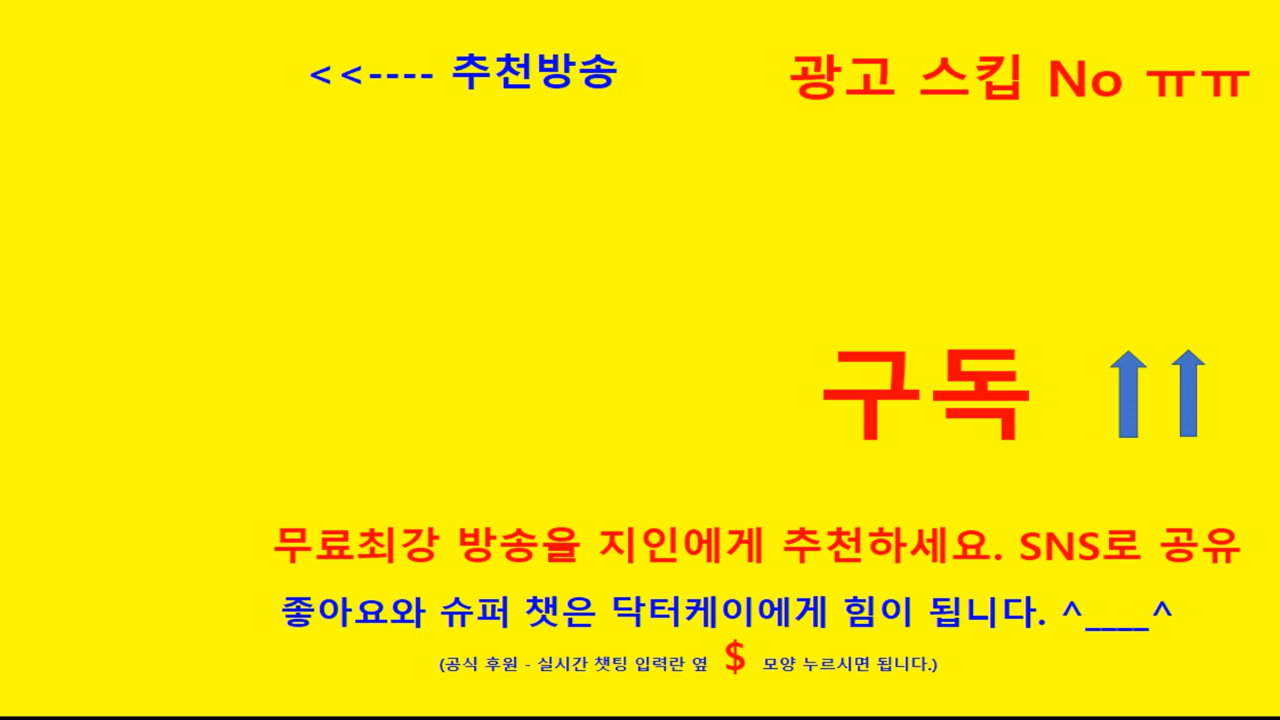 <<---- 추천방송
광고 스킵 No ㅠㅠ
구독
무료최강 방송을 지인에게 추천하세요. SNS로 공유
좋아요와 슈퍼 챗은 닥터케이에게 힘이 됩니다. ^____^
(공식 후원 - 실시간 챗팅 입력란 옆 $ 모양 누르시면 됩니다.)